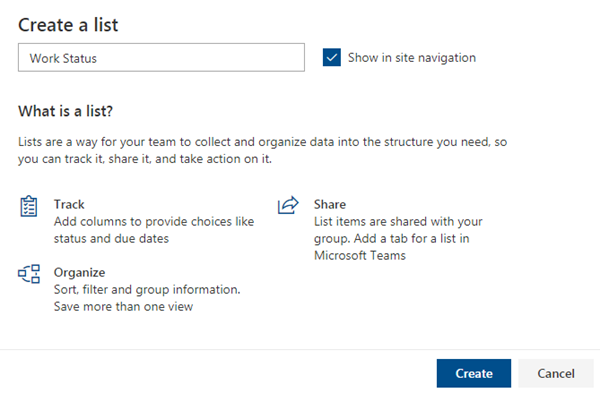 Create a list
Work Status
Show in site navigation
What is a list?
Lists are a way for your team to collect and organize data into the structure you need, so
you can track it, share it, and take action on it.
Track
Add columns to provide choices like
status and due dates
Share
List items are shared with your
group. Add a tab for a list in
Microsoft Teams
Organize
Sort, filter and group information.
Save more than one view
Create
Cancel